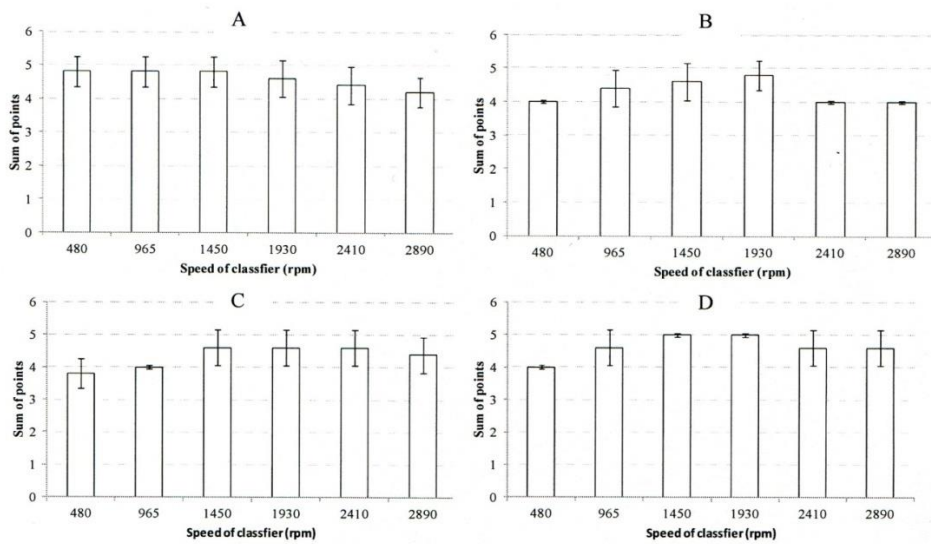 A
6
5
4
3
2
1
0
Sum of points
480 965 1450 1930 2410 2890
Speed of classfier (rpm)
B
6
5
4
3
2
1
0
Sum of points
480 965 1450 1930 2410 2890
Speed of classfier (rpm)
C
6
5
4
3
2
1
0
Sum of points
480 965 1450 1930 2410 2890
Speed of classfier (rpm)
D
6
5
4
3
2
1
0
Sum of points
480 965 1450 1930 2410 2890
Speed of classfier (rpm)